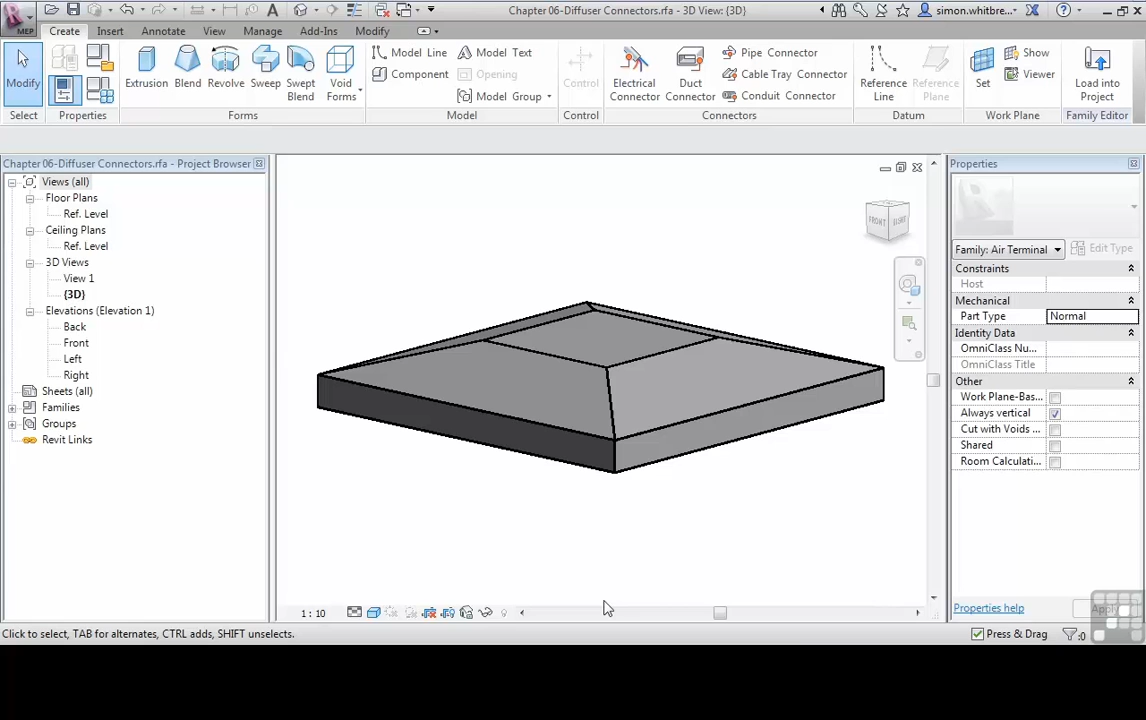 Chapter 06-Diffuser Connectors.rfa - 3D View: {3D}
simon.whitbre...
MEP
Create
Insert
Annotate
View
Manage
Add-Ins
Modify
Modify
Select
Properties
Extrusion
Blend
Revolve
Sweep
Swept Blend
Void Forms
Forms
Model Line
Component
Model Text
Opening
Model Group
Model
Control
Control
Electrical Connector
Duct Connector
Pipe Connector
Cable Tray Connector
Conduit Connector
Connectors
Reference Line
Reference Plane
Datum
Set
Show
Viewer
Work Plane
Load into Project
Family Editor
Chapter 06-Diffuser Connectors.rfa - Project Browser
Views (all)
Floor Plans
Ref. Level
Ceiling Plans
Ref. Level
3D Views
View 1
{3D}
Elevations (Elevation 1)
Back
Front
Left
Right
Sheets (all)
Families
Groups
Revit Links
FRONT
1 : 10
Properties
Family: Air Terminal
Edit Type
Constraints
Host
Mechanical
Part Type
Normal
Identity Data
OmniClass Nu...
OmniClass Title
Other
Work Plane-Bas...
Always vertical
Cut with Voids ...
Shared
Room Calculati...
Properties help
Click to select, TAB for alternates, CTRL adds, SHIFT unselects.
Press & Drag
:0